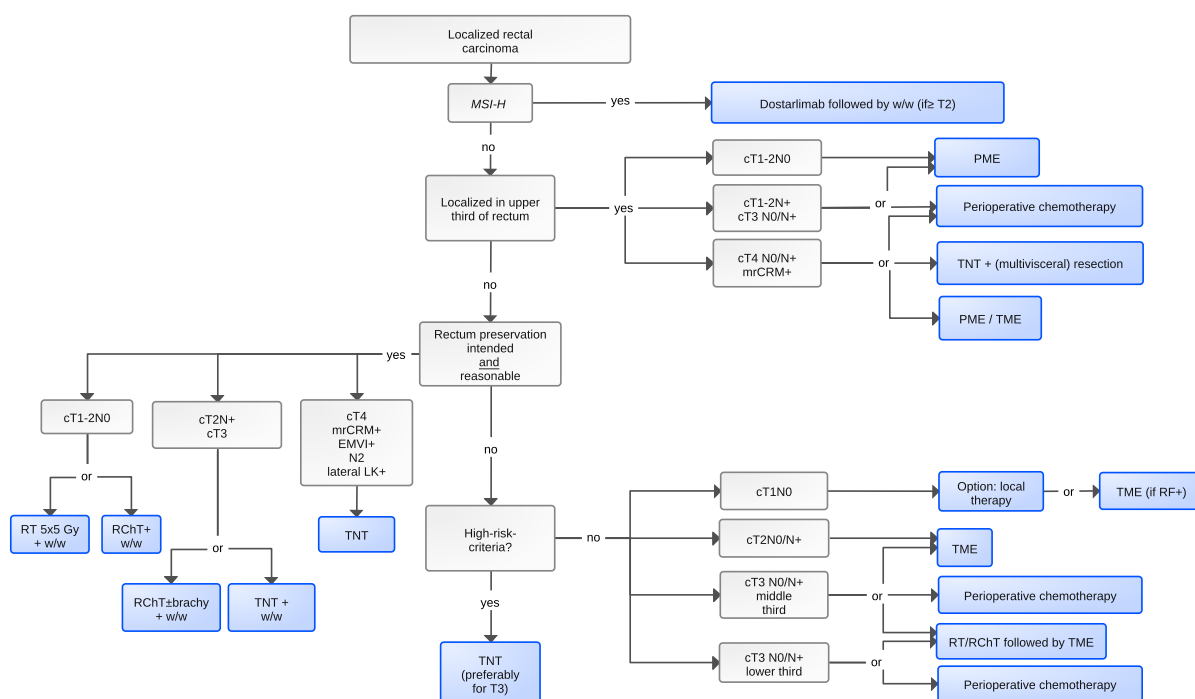 Localized rectal
carcinoma
MSI-H
yes
Dostarlimab followed by w/w (if≥ T2)
no
Localized in upper
third of rectum
yes
cT1-2N0
PME
cT1-2N+
cT3 N0/N+
or
Perioperative chemotherapy
cT4 N0/N+
mrCRM+
or
TNT + (multivisceral) resection
PME / TME
no
Rectum preservation
intended
and
reasonable
yes
cT1-2N0
or
RT 5x5 Gy
+ w/w
RChT+
w/w
cT2N+
cT3
or
RChT±brachy
+ w/w
TNT +
w/w
cT4
mrCRM+
EMVI+
N2
lateral LK+
TNT
no
High-risk-
criteria?
yes
TNT
(preferably
for T3)
no
cT1N0
Option: local
therapy
or
TME (if RF+)
cT2N0/N+
TME
cT3 N0/N+
middle
third
or
Perioperative chemotherapy
RT/RChT followed by TME
cT3 N0/N+
lower third
or
Perioperative chemotherapy